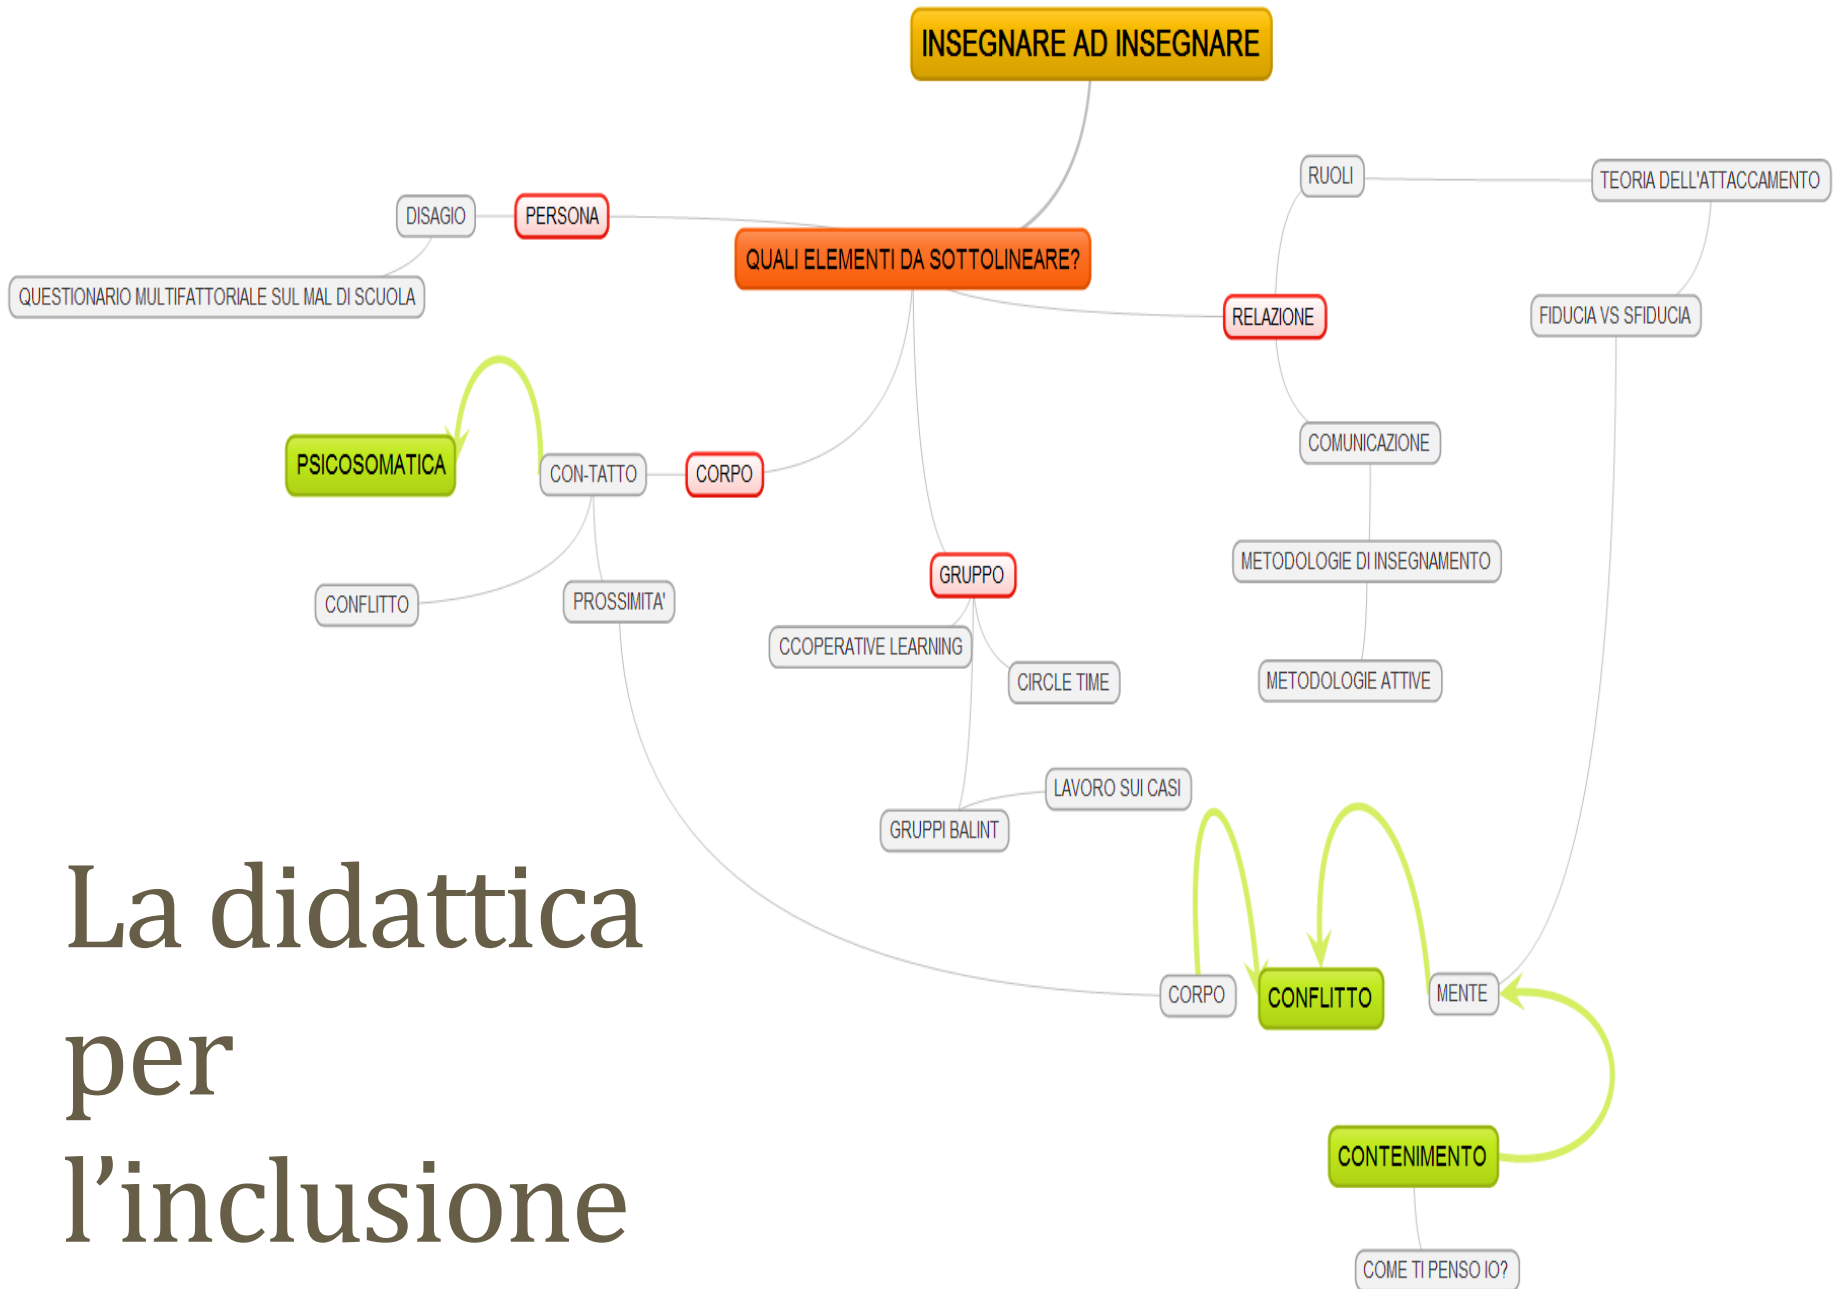 INSEGNARE AD INSEGNARE
RUOLI
TEORIA DELL'ATTACCAMENTO
DISAGIO
PERSONA
QUALI ELEMENTI DA SOTTOLINEARE?
QUESTIONARIO MULTIFATTORIALE SUL MAL DI SCUOLA
RELAZIONE
FIDUCIA VS SFIDUCIA
COMUNICAZIONE
PSICOSOMATICA
CON-TATTO
CORPO
METODOLOGIE DI INSEGNAMENTO
GRUPPO
CONFLITTO
PROSSIMITA'
CCOPERATIVE LEARNING
CIRCLE TIME
METODOLOGIE ATTIVE
LAVORO SUI CASI
GRUPPI BALINT
CORPO
CONFLITTO
MENTE
CONTENIMENTO
COME TI PENSO IO?
La didattica
per
l’inclusione